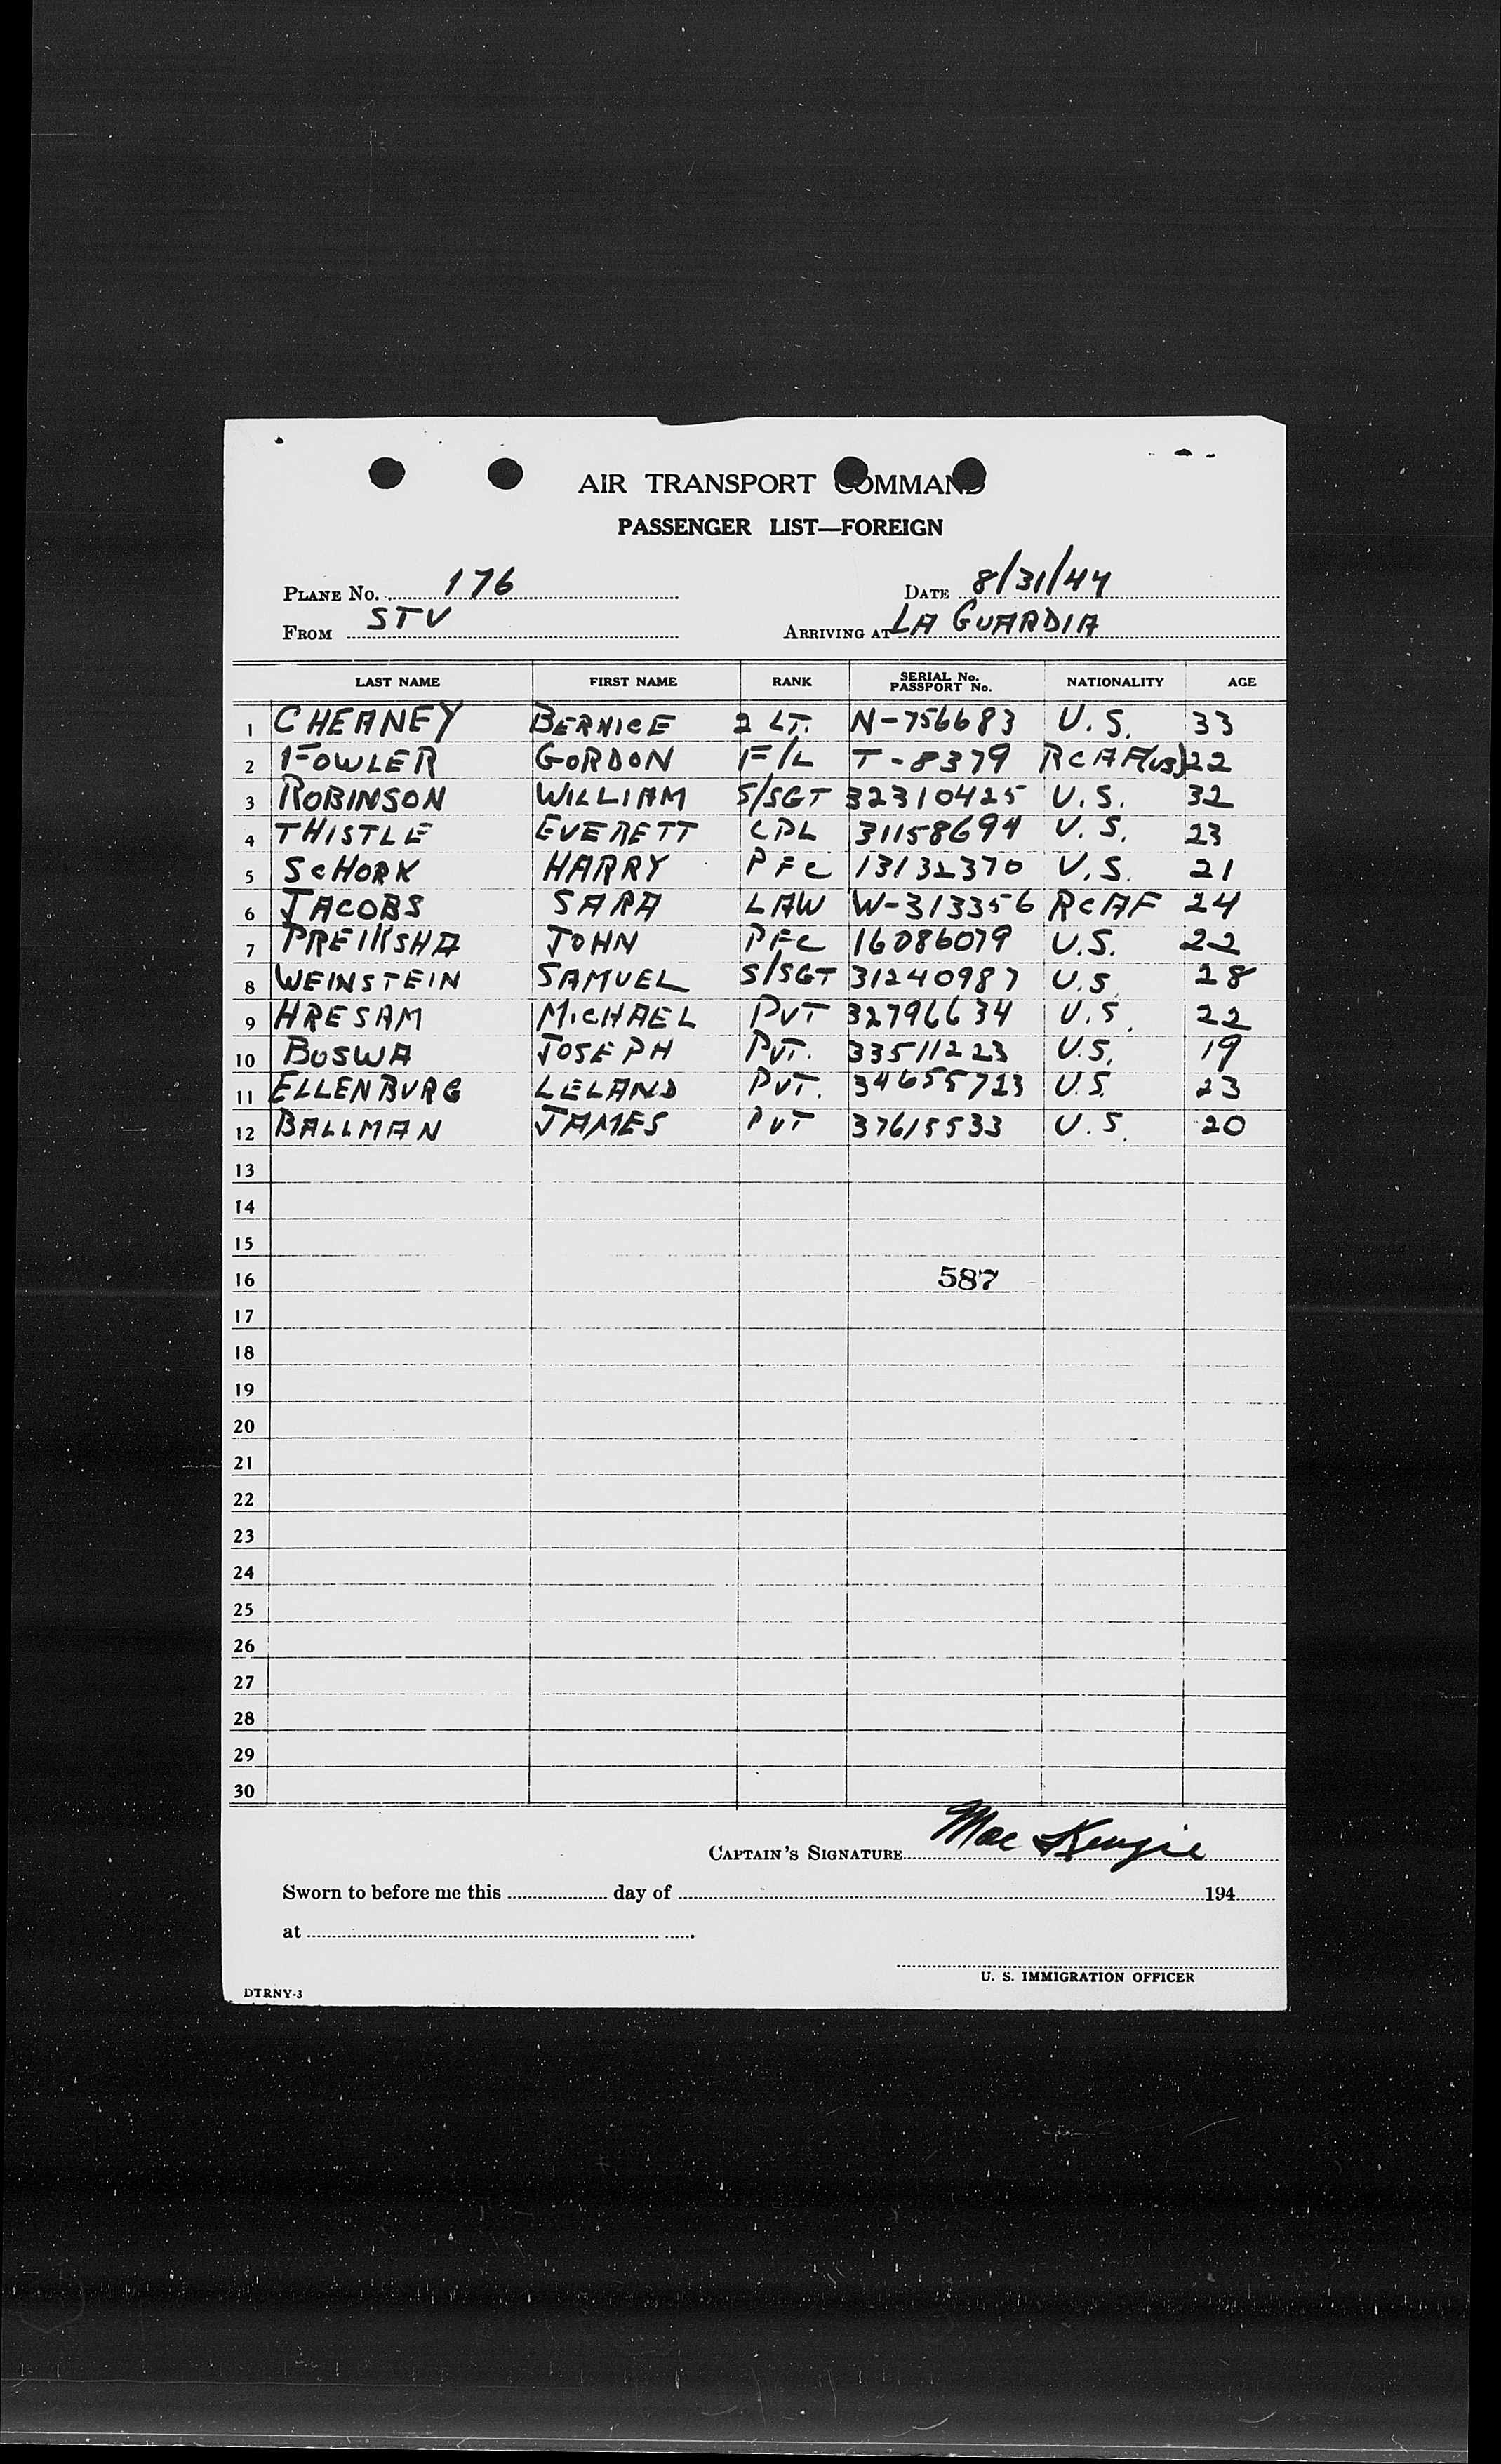 AIR TRANSPORT COMMAND
PASSENGER LIST—FOREIGN
PLANE No. 176 DATE 8/31/44
FROM STV ARRIVING AT LA GUARDIA
LAST NAME FIRST NAME RANK SERIAL No. PASSPORT No. NATIONALITY AGE
1 CHEANEY BERNICE 2 LT. N-756683 U.S. 33
2 FOWLER GORDON F/L T-8379 RCAF(US) 22
3 ROBINSON WILLIAM S/SGT 32310425 U.S. 32
4 THISTLE EVERETT CPL 31158694 U.S. 23
5 SCHORK HARRY PFC 13132370 U.S. 21
6 JACOBS SARA LAW W-313356 RCAF 24
7 PREIKSHA JOHN PFC 16086079 U.S. 22
8 WEINSTEIN SAMUEL S/SGT 31240987 U.S. 28
9 HRESAM MICHAEL PVT 32796634 U.S. 22
10 BOSWA JOSEPH PVT. 33511223 U.S. 19
11 ELLENBURG LELAND PVT. 34655723 U.S. 23
12 BALLMAN JAMES PVT 37615533 U.S. 20
13
14
15
16 587
17
18
19
20
21
22
23
24
25
26
27
28
29
30
CAPTAIN'S SIGNATURE Mac Kenzie
Sworn to before me this day of 194
at
U. S. IMMIGRATION OFFICER
DTRNY-3